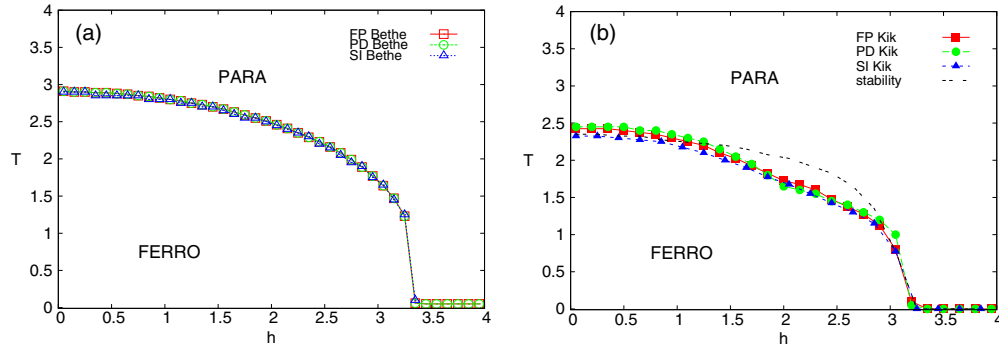 (a)
FP Bethe
PD Bethe
SI Bethe
PARA
FERRO
T
4
3.5
3
2.5
2
1.5
1
0.5
0
0 0.5 1 1.5 2 2.5 3 3.5 4
h
(b)
FP Kik
PD Kik
SI Kik
stability
PARA
FERRO
T
4
3.5
3
2.5
2
1.5
1
0.5
0
0 0.5 1 1.5 2 2.5 3 3.5 4
h